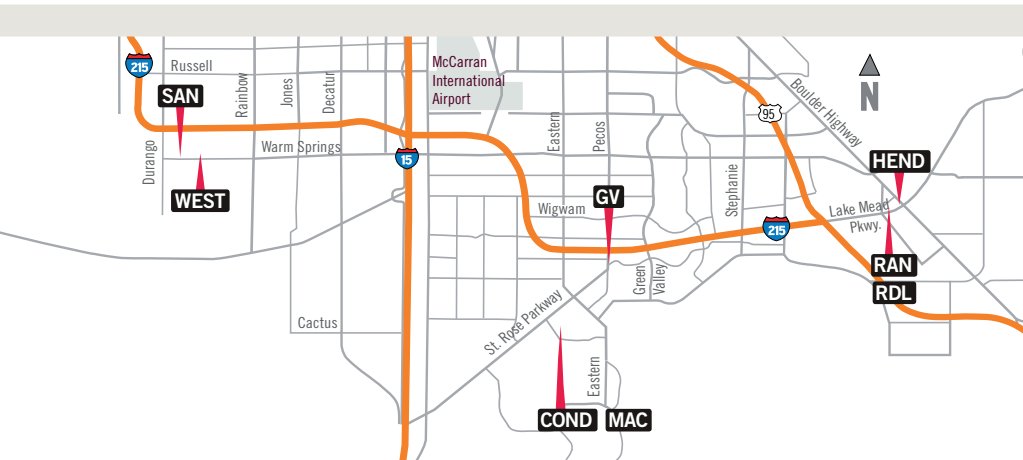 215
Russell
SAN
Rainbow
Jones
Decatur
McCarran
International
Airport
Boulder Highway
N
95
Durango
Warm Springs
15
Eastern
Pecos
HEND
WEST
GV
Stephanie
Wigwam
Lake Mead
Pkwy.
215
RAN
RDL
Green
Valley
Cactus
St. Rose Parkway
Eastern
COND
MAC